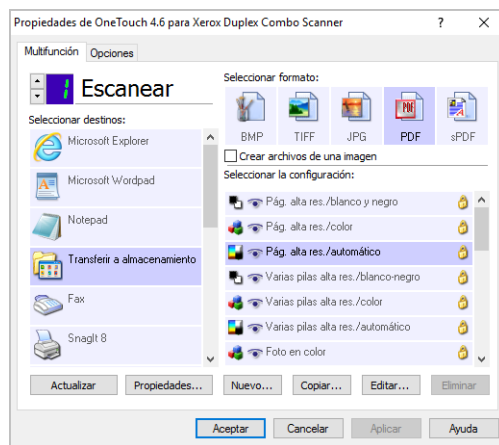 Propiedades de OneTouch 4.6 para Xerox Duplex Combo Scanner
Multifunción
Opciones
1 Escanear
Seleccionar destinos:
Microsoft Explorer
Microsoft Wordpad
Notepad
Transferir a almacenamiento
Fax
SnagIt 8
Actualizar
Propiedades...
Seleccionar formato:
BMP
TIFF
JPG
PDF
sPDF
Crear archivos de una imagen
Seleccionar la configuración:
Pág. alta res./blanco y negro
Pág. alta res./color
Pág. alta res./automático
Varias pilas alta res./blanco-negro
Varias pilas alta res./color
Varias pilas alta res./automático
Foto en color
Nuevo...
Copiar...
Editar...
Eliminar
Aceptar
Cancelar
Aplicar
Ayuda